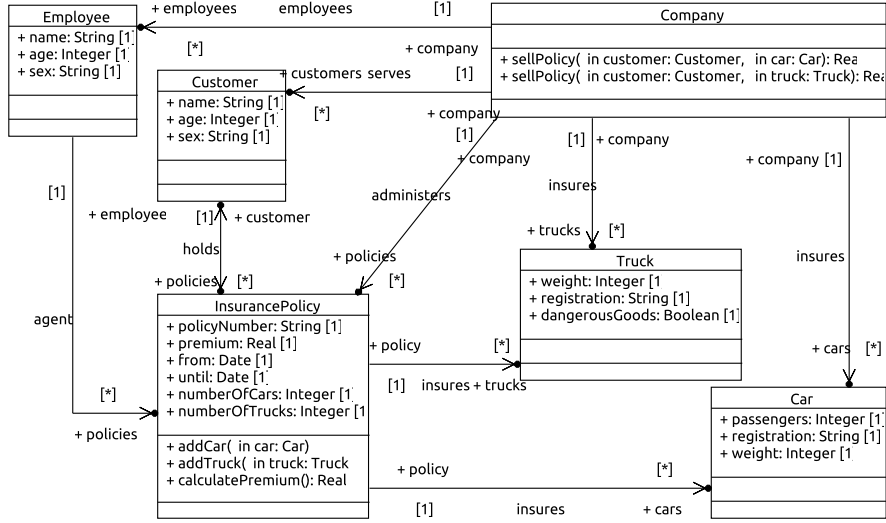 Employee
+ name: String [1]
+ age: Integer [1]
+ sex: String [1]
+ employees
employees
[1]
[*]
Company
+ sellPolicy( in customer: Customer, in car: Car): Rea
+ sellPolicy( in customer: Customer, in truck: Truck): Rea
+ company
Customer
+ name: String [1]
+ age: Integer [1]
+ sex: String [1]
+ customers
serves
[1]
[*]
+ company
[1]
+ company
administers
+ policies
[*]
[1]
+ company
insures
+ trucks
[*]
+ company
[1]
insures
+ cars
[*]
[1]
+ employee
agent
[*]
+ policies
[1]
+ customer
holds
+ policies
[*]
Truck
+ weight: Integer [1
+ registration: String [1]
+ dangerousGoods: Boolean [1]
InsurancePolicy
+ policyNumber: String [1]
+ premium: Real [1]
+ from: Date [1]
+ until: Date [1]
+ numberOfCars: Integer [1]
+ numberOfTrucks: Integer [1
+ addCar( in car: Car)
+ addTruck( in truck: Truck
+ calculatePremium(): Real
+ policy
[*]
[1]
insures
+ trucks
Car
+ passengers: Integer [1]
+ registration: String [1]
+ weight: Integer [1
+ policy
[*]
[1]
insures
+ cars